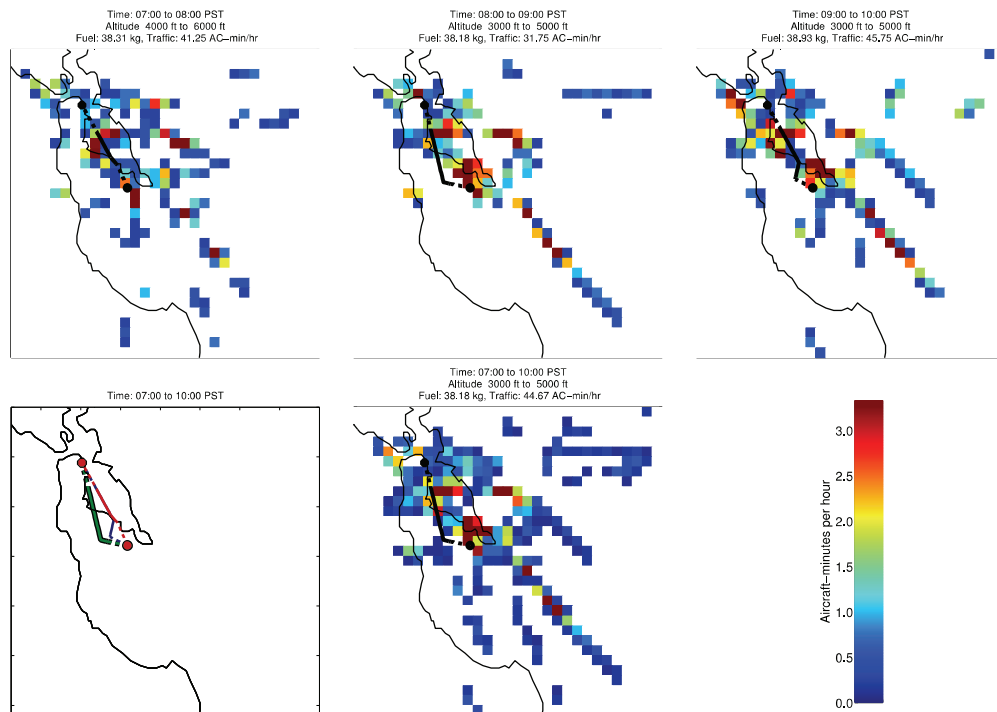 Time: 07:00 to 08:00 PST
Altitude 4000 ft to 6000 ft
Fuel: 38.31 kg, Traffic: 41.25 AC−min/hr
Time: 08:00 to 09:00 PST
Altitude 3000 ft to 5000 ft
Fuel: 38.18 kg, Traffic: 31.75 AC−min/hr
Time: 09:00 to 10:00 PST
Altitude 3000 ft to 5000 ft
Fuel: 38.93 kg, Traffic: 45.75 AC−min/hr
Time: 07:00 to 10:00 PST
Time: 07:00 to 10:00 PST
Altitude 3000 ft to 5000 ft
Fuel: 38.18 kg, Traffic: 44.67 AC−min/hr
3.0
2.5
2.0
1.5
1.0
0.5
0.0
Aircraft−minutes per hour